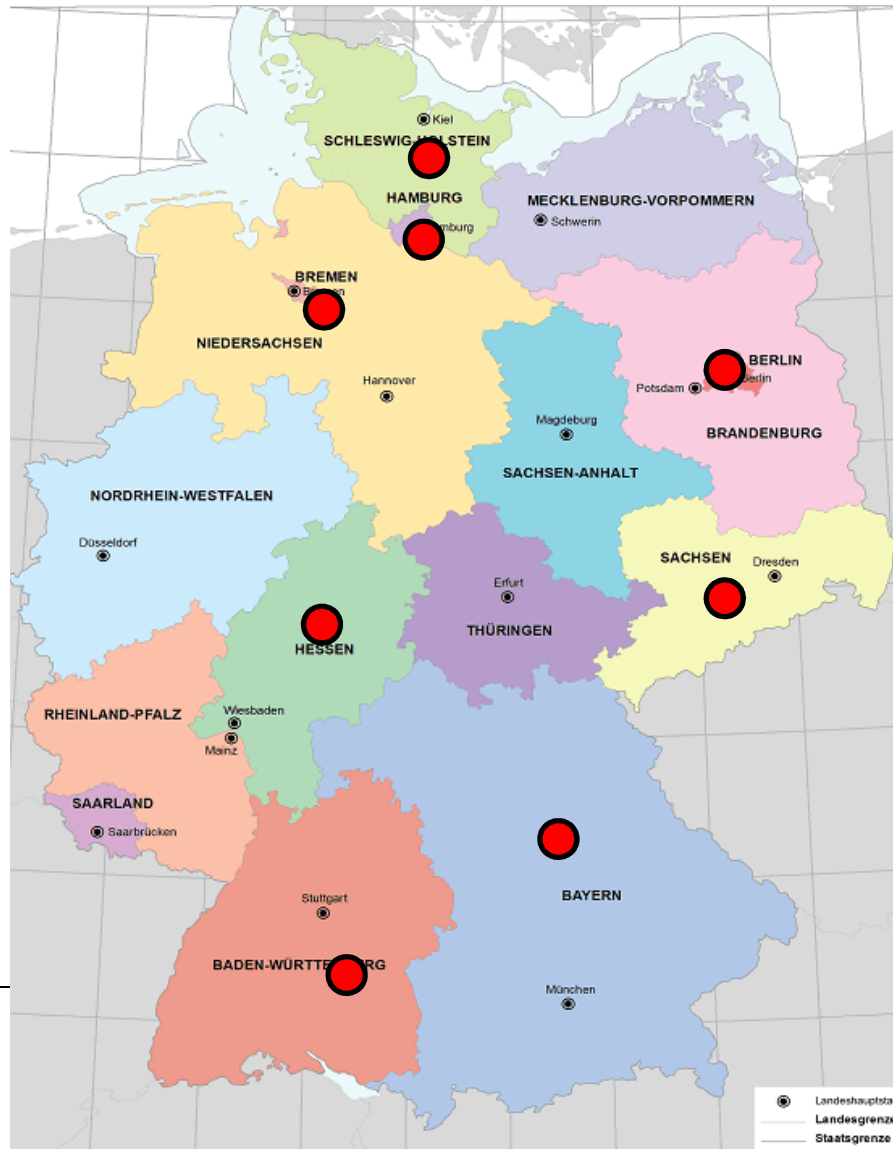 Kiel
SCHLESWIG-HOLSTEIN
HAMBURG
MECKLENBURG-VORPOMMERN
Schwerin
BREMEN
NIEDERSACHSEN
BERLIN
Potsdam
Hannover
Magdeburg
BRANDENBURG
SACHSEN-ANHALT
NORDRHEIN-WESTFALEN
Düsseldorf
SACHSEN
Dresden
Erfurt
THÜRINGEN
HESSEN
RHEINLAND-PFALZ
Wiesbaden
Mainz
SAARLAND
Saarbrücken
BAYERN
Stuttgart
München
Landesgrenze
Staatsgrenze